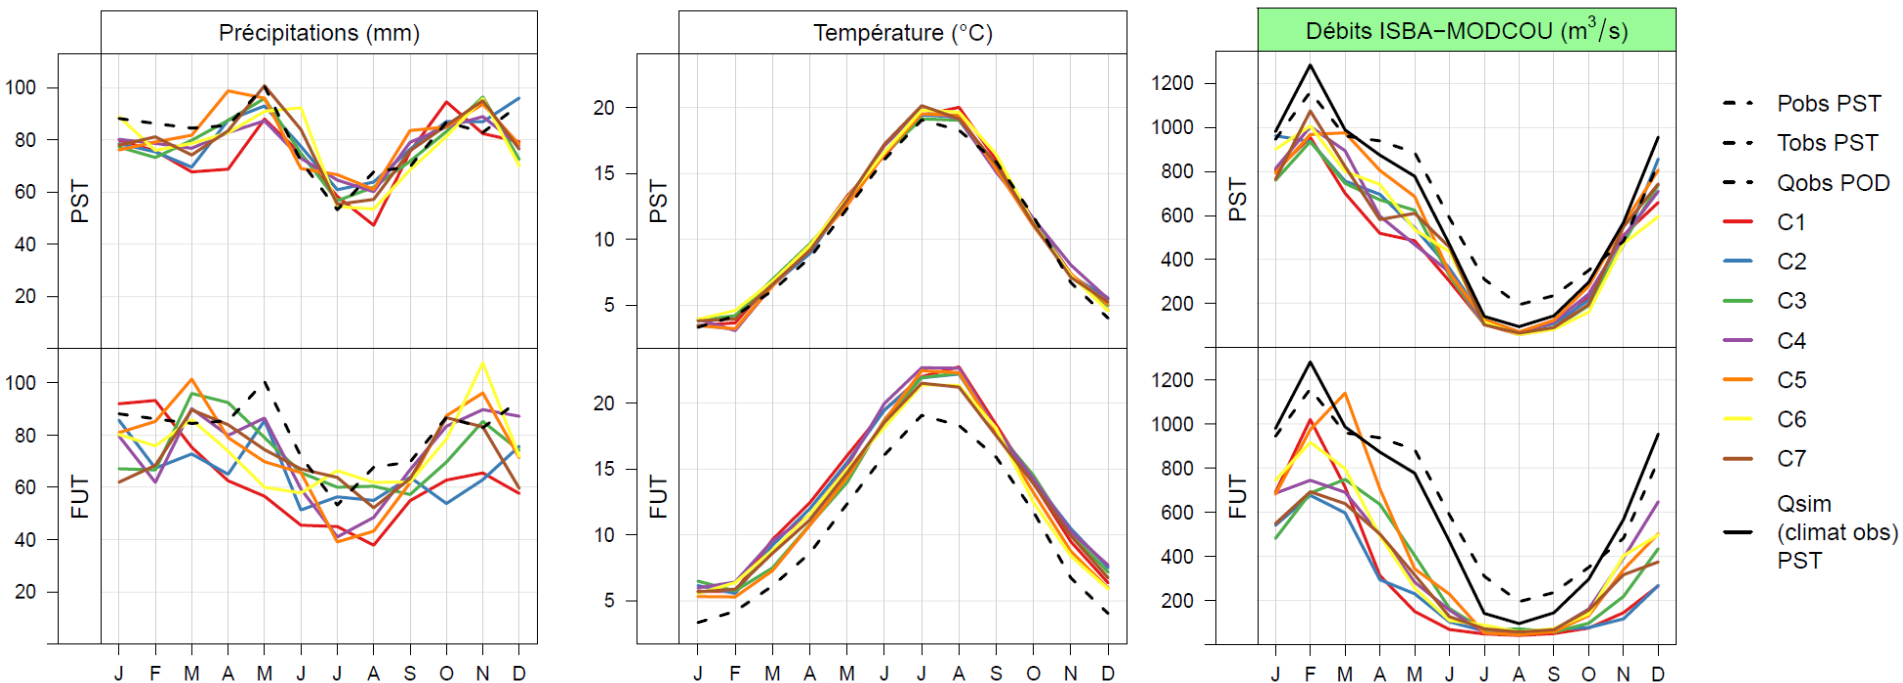 Précipitations (mm)
Température (°C)
Débits ISBA−MODCOU (m³/s)
PST
100
80
60
40
20
PST
20
15
10
5
PST
1200
1000
800
600
400
200
FUT
100
80
60
40
20
FUT
20
15
10
5
FUT
1200
1000
800
600
400
200
J F M A M J J A S O N D
J F M A M J J A S O N D
J F M A M J J A S O N D
Pobs PST
Tobs PST
Qobs POD
C1
C2
C3
C4
C5
C6
C7
Qsim
(climat obs)
PST